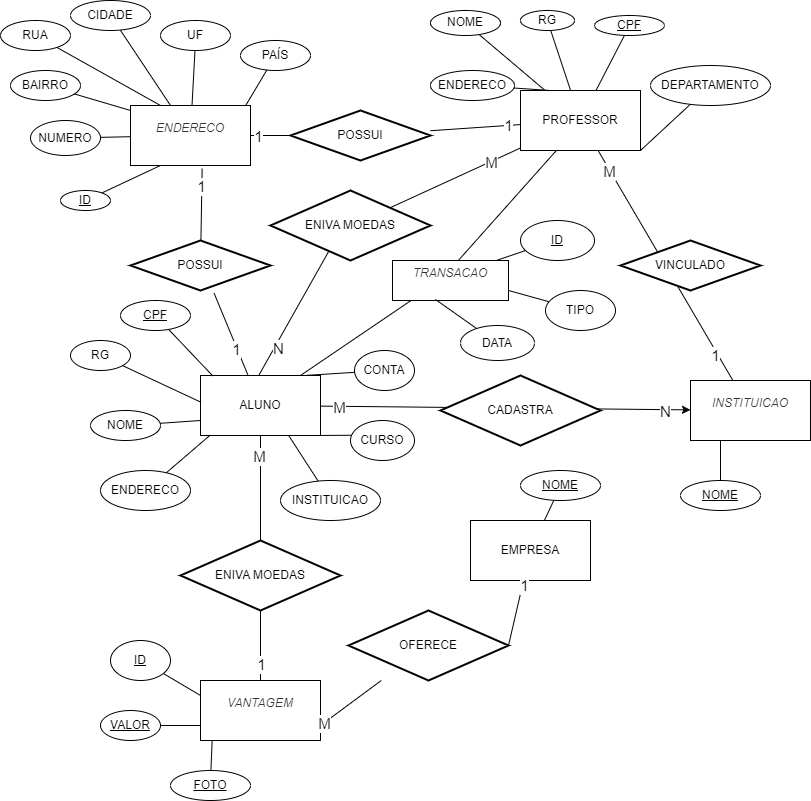 CIDADE
NOME
RG
CPF
RUA
UF
PAÍS
BAIRRO
ENDERECO
DEPARTAMENTO
ENDERECO
PROFESSOR
NUMERO
1
POSSUI
1
ID
1
M
M
ENIVA MOEDAS
ID
POSSUI
TRANSACAO
VINCULADO
TIPO
CPF
DATA
RG
1
N
1
CONTA
ALUNO
M
CADASTRA
N
INSTITUICAO
NOME
CURSO
M
ENDERECO
INSTITUICAO
NOME
NOME
EMPRESA
ENIVA MOEDAS
1
OFERECE
ID
1
VANTAGEM
VALOR
M
FOTO